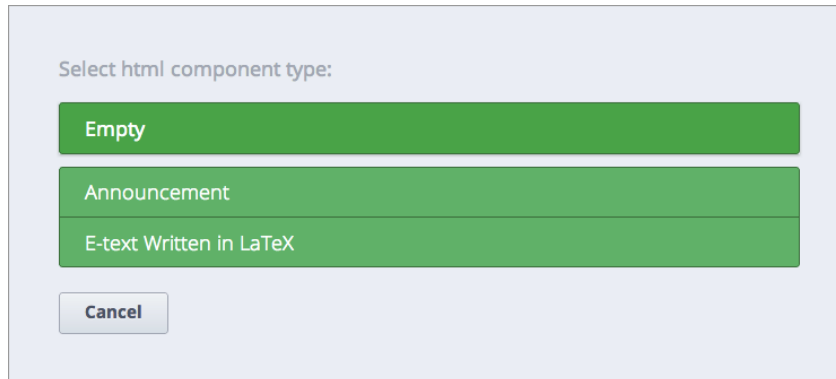 Select html component type:
Empty
Announcement
E-text Written in LaTeX
Cancel